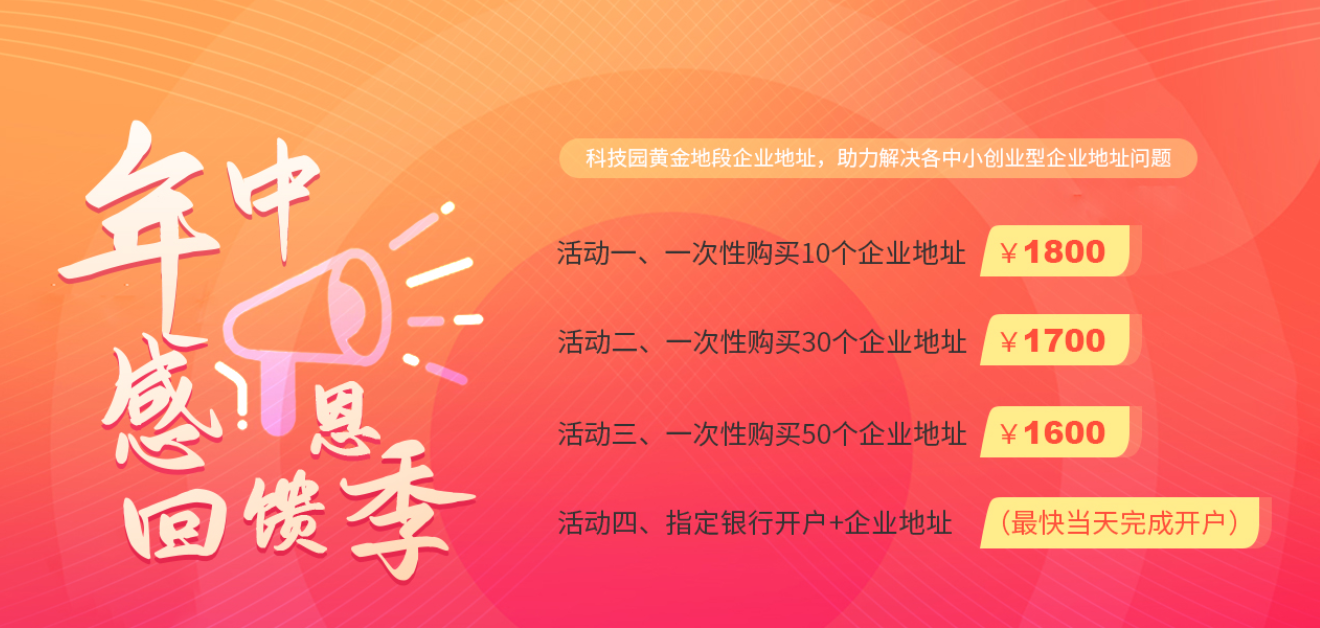 年中
感恩
回馈季
科技园黄金地段企业地址，助力解决各中小创业型企业地址问题
活动一、一次性购买10个企业地址 ￥1800
活动二、一次性购买30个企业地址 ￥1700
活动三、一次性购买50个企业地址 ￥1600
活动四、指定银行开户+企业地址 （最快当天完成开户）